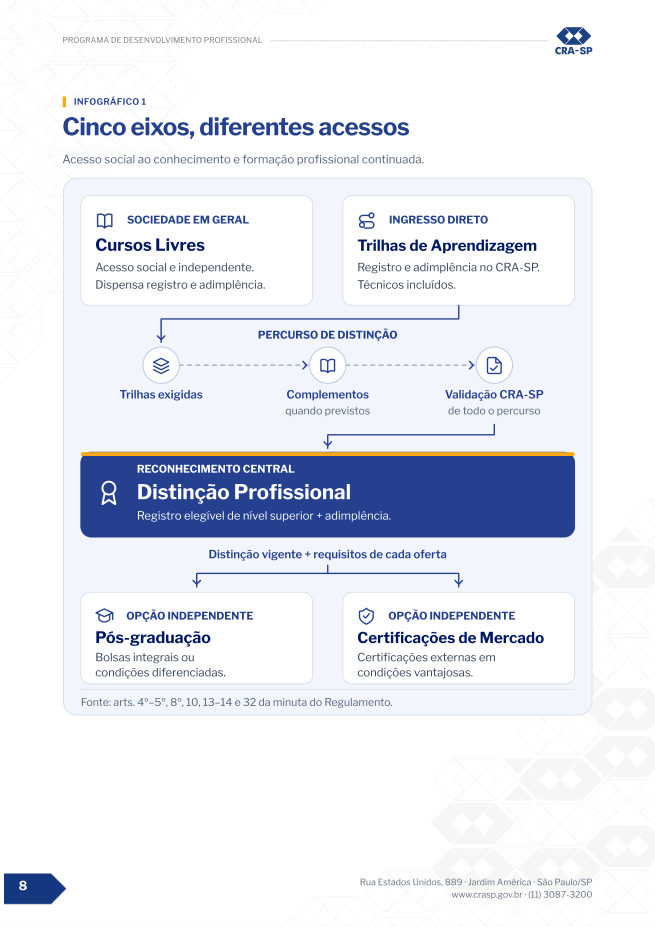 PROGRAMA DE DESENVOLVIMENTO PROFISSIONAL
CRA-SP
INFOGRÁFICO 1
Cinco eixos, diferentes acessos
Acesso social ao conhecimento e formação profissional continuada.
SOCIEDADE EM GERAL
Cursos Livres
Acesso social e independente.
Dispensa registro e adimplência.
INGRESSO DIRETO
Trilhas de Aprendizagem
Registro e adimplência no CRA-SP.
Técnicos incluídos.
PERCURSO DE DISTINÇÃO
Trilhas exigidas
Complementos
quando previstos
Validação CRA-SP
de todo o percurso
RECONHECIMENTO CENTRAL
Distinção Profissional
Registro elegível de nível superior + adimplência.
Distinção vigente + requisitos de cada oferta
OPÇÃO INDEPENDENTE
Pós-graduação
Bolsas integrais ou
condições diferenciadas.
OPÇÃO INDEPENDENTE
Certificações de Mercado
Certificações externas em
condições vantajosas.
Fonte: arts. 4º–5º, 8º, 10, 13–14 e 32 da minuta do Regulamento.
8
Rua Estados Unidos, 889 · Jardim América · São Paulo/SP
www.crasp.gov.br · (11) 3087-3200